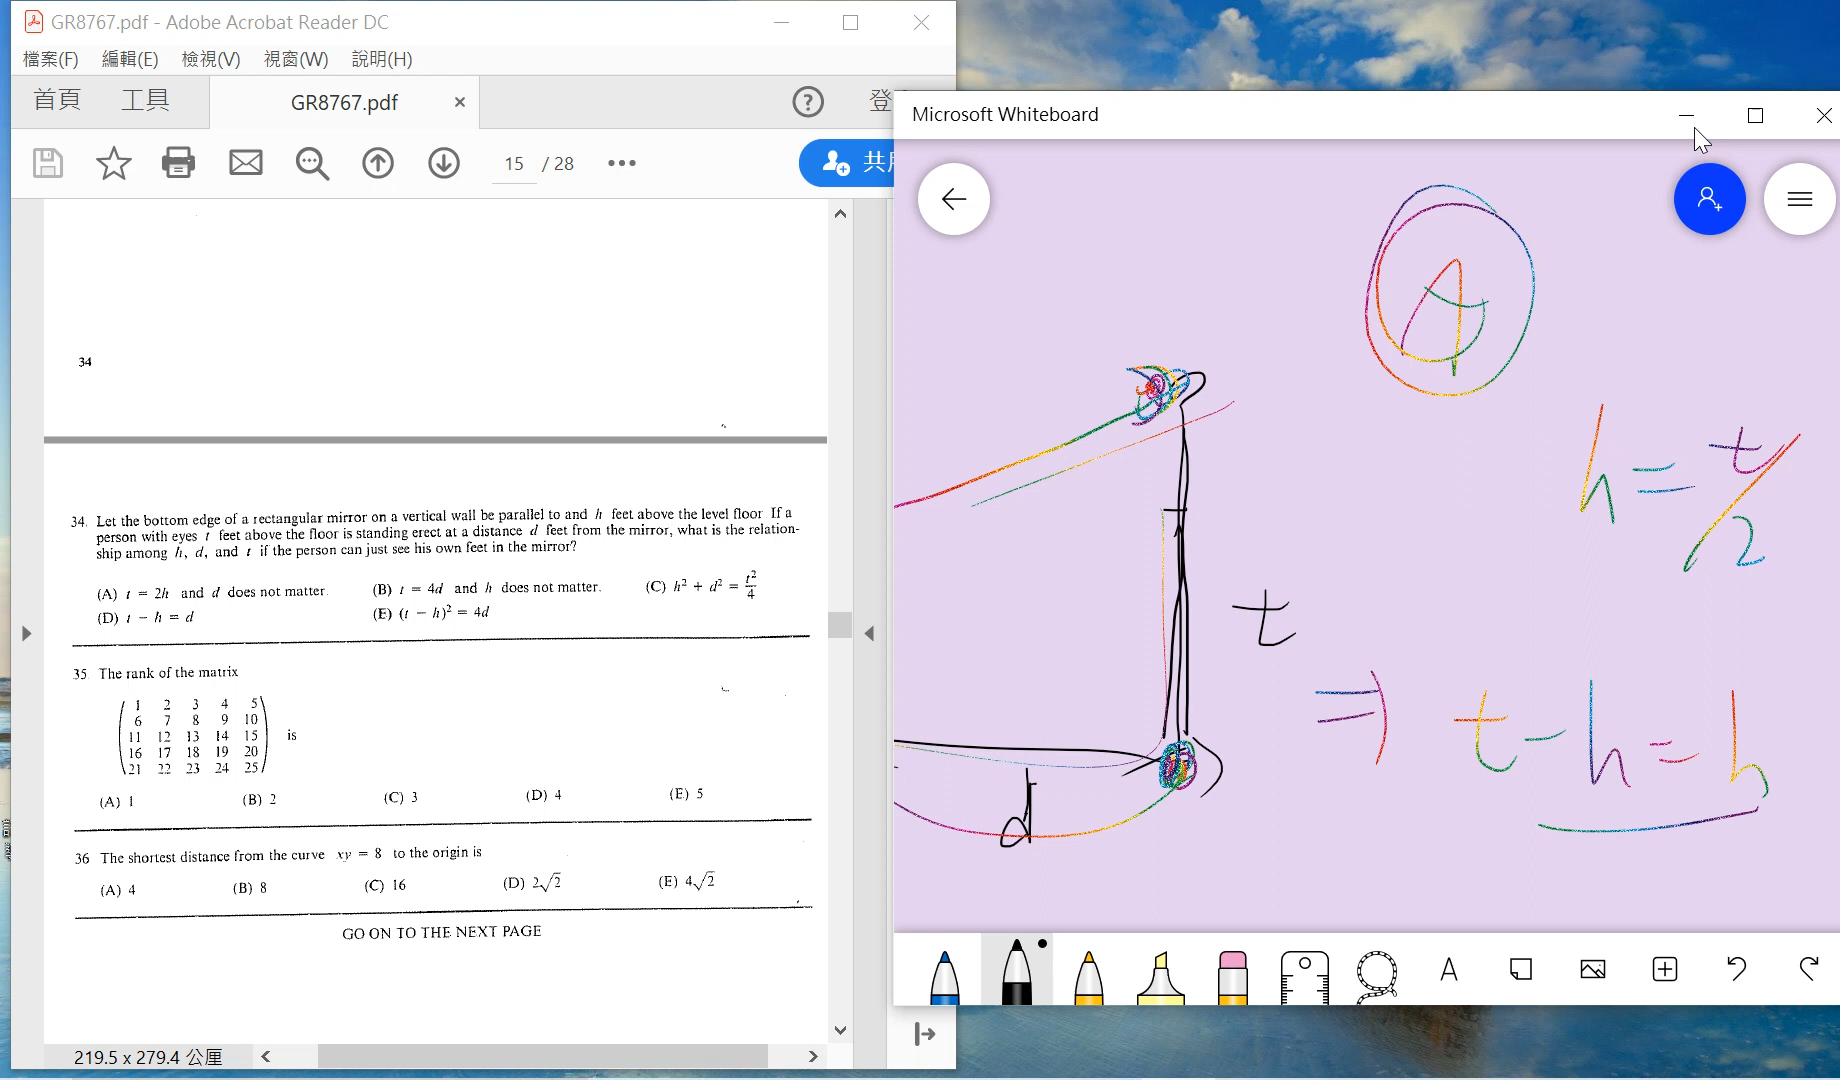 GR8767.pdf - Adobe Acrobat Reader DC
檔案(F) 編輯(E) 檢視(V) 視窗(W) 說明(H)
首頁 工具 GR8767.pdf × ? 登
15 / 28 •••
34
34. Let the bottom edge of a rectangular mirror on a vertical wall be parallel to and h feet above the level floor If a
person with eyes t feet above the floor is standing erect at a distance d feet from the mirror, what is the relation-
ship among h, d, and t if the person can just see his own feet in the mirror?
(A) t = 2h and d does not matter. (B) t = 4d and h does not matter. (C) h² + d² = t²/4
(D) t − h = d (E) (t − h)² = 4d
35 The rank of the matrix
1 2 3 4 5
6 7 8 9 10
11 12 13 14 15 is
16 17 18 19 20
21 22 23 24 25
(A) 1 (B) 2 (C) 3 (D) 4 (E) 5
36 The shortest distance from the curve xy = 8 to the origin is
(A) 4 (B) 8 (C) 16 (D) 2√2 (E) 4√2
GO ON TO THE NEXT PAGE
219.5 x 279.4 公厘
Microsoft Whiteboard
A
h = t/2
t
⇒ t − h = h
d
A